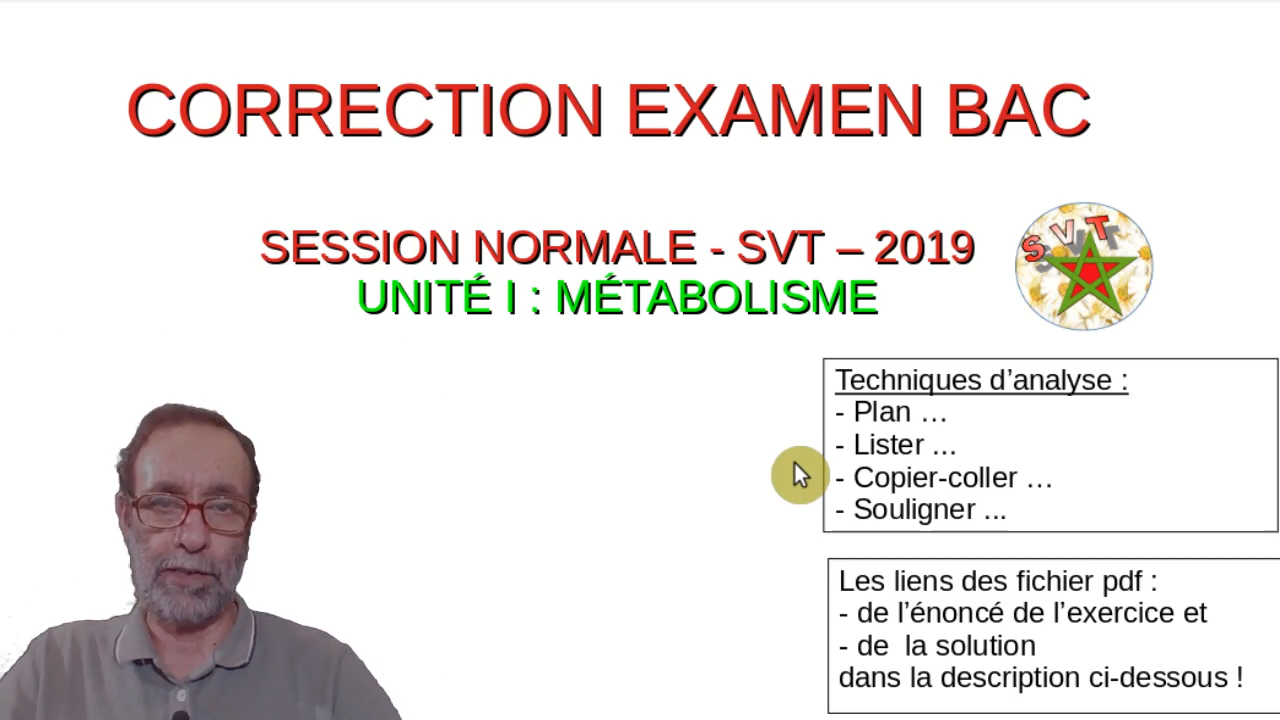 CORRECTION EXAMEN BAC
SESSION NORMALE - SVT – 2019
UNITÉ I : MÉTABOLISME
SVT
Techniques d’analyse :
- Plan …
- Lister ...
- Copier-coller …
- Souligner ...
Les liens des fichier pdf :
- de l’énoncé de l’exercice et
- de  la solution
dans la description ci-dessous !